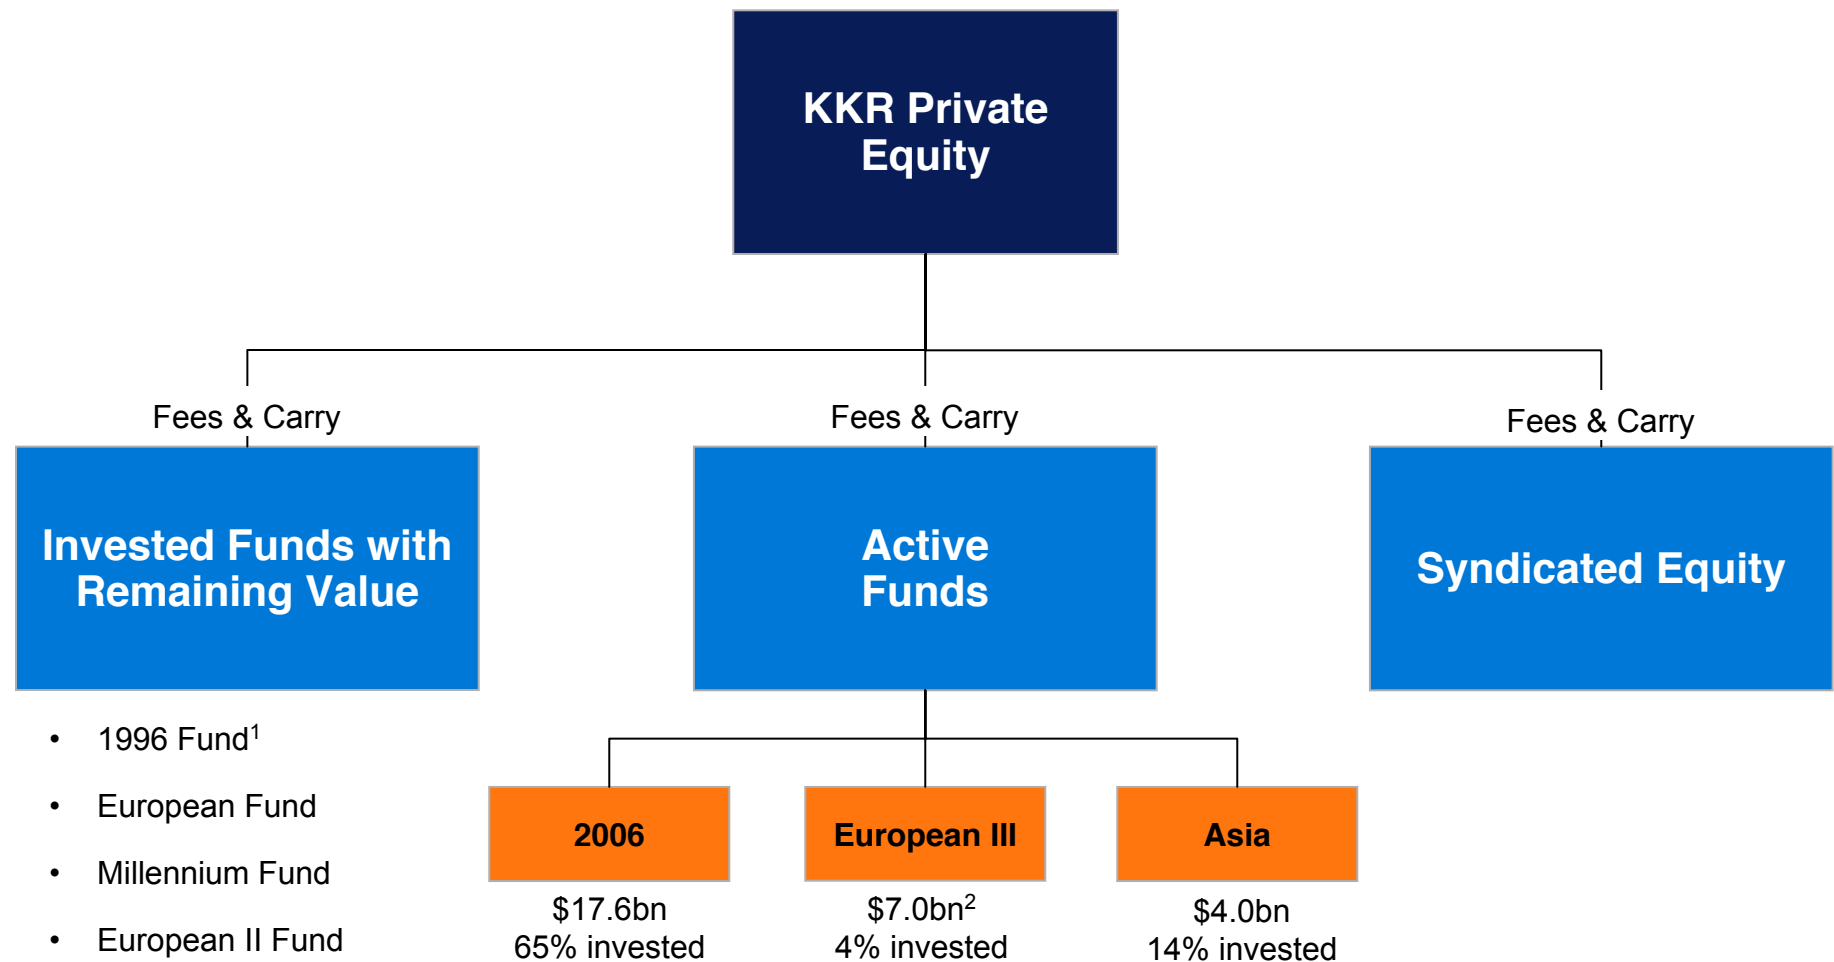 KKR Private
Equity
Fees & Carry
Fees & Carry
Fees & Carry
Invested Funds with
Remaining Value
Active
Funds
Syndicated Equity
• 1996 Fund¹
• European Fund
• Millennium Fund
• European II Fund
2006
$17.6bn
65% invested
European III
$7.0bn²
4% invested
Asia
$4.0bn
14% invested